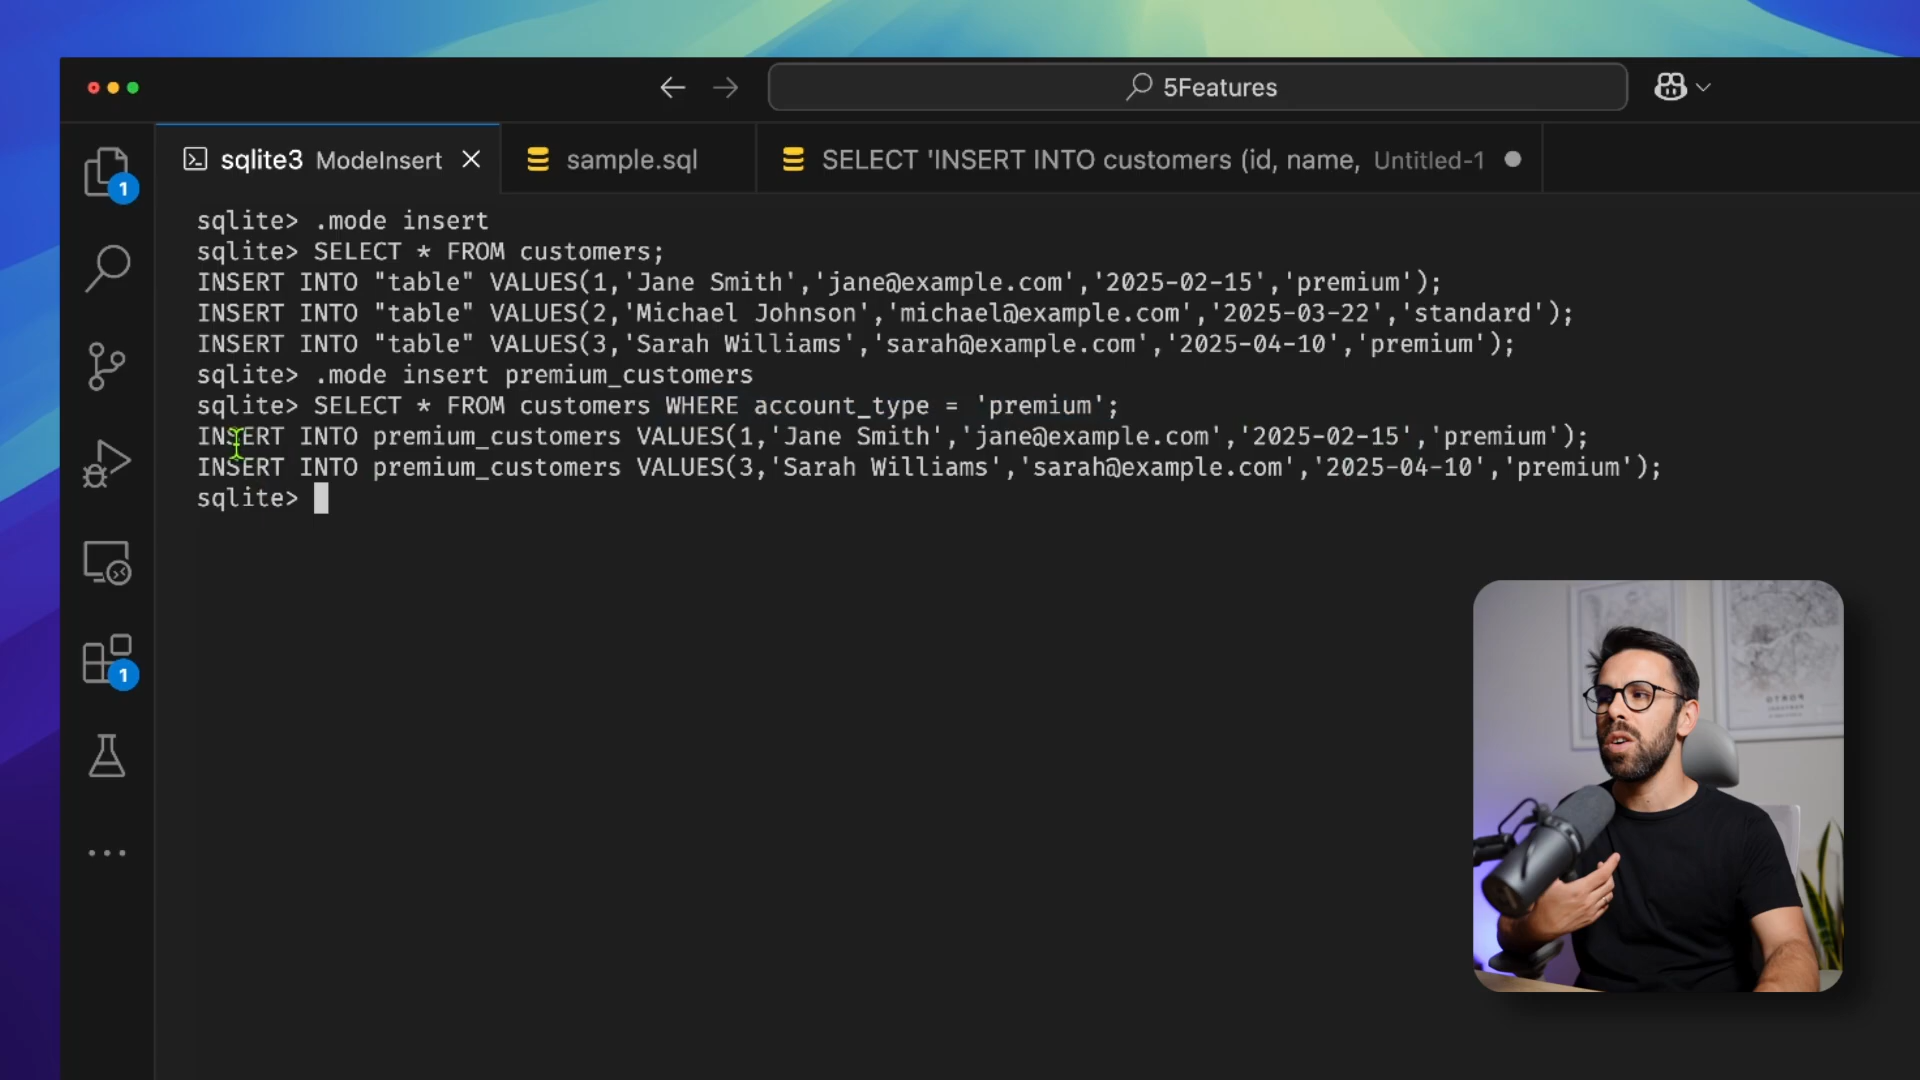 5Features
sqlite3 ModeInsert
sample.sql
SELECT 'INSERT INTO customers (id, name, Untitled-1
1
1
sqlite> .mode insert
sqlite> SELECT * FROM customers;
INSERT INTO "table" VALUES(1,'Jane Smith','jane@example.com','2025-02-15','premium');
INSERT INTO "table" VALUES(2,'Michael Johnson','michael@example.com','2025-03-22','standard');
INSERT INTO "table" VALUES(3,'Sarah Williams','sarah@example.com','2025-04-10','premium');
sqlite> .mode insert premium_customers
sqlite> SELECT * FROM customers WHERE account_type = 'premium';
INSERT INTO premium_customers VALUES(1,'Jane Smith','jane@example.com','2025-02-15','premium');
INSERT INTO premium_customers VALUES(3,'Sarah Williams','sarah@example.com','2025-04-10','premium');
sqlite>